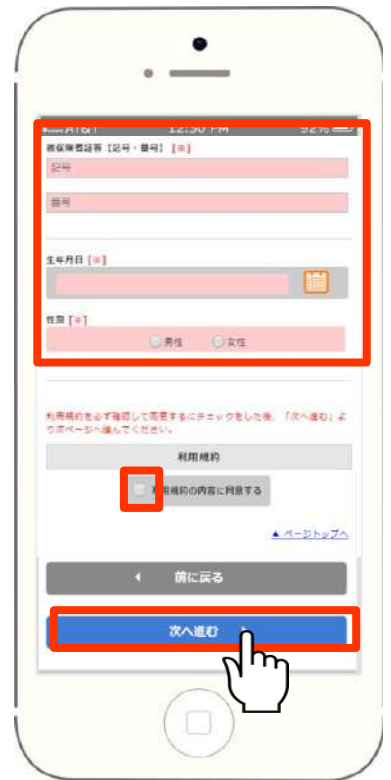 12:30 PM
92%
被保険者証等【記号・番号】[※]
記号
番号
生年月日 [※]
性別 [※]
男性 女性
利用規約を必ず確認して同意するにチェックをした後、「次へ進む」よ
り次ページへ進んでください。
利用規約
利用規約の内容に同意する
▲ ページトップへ
前に戻る
次へ進む